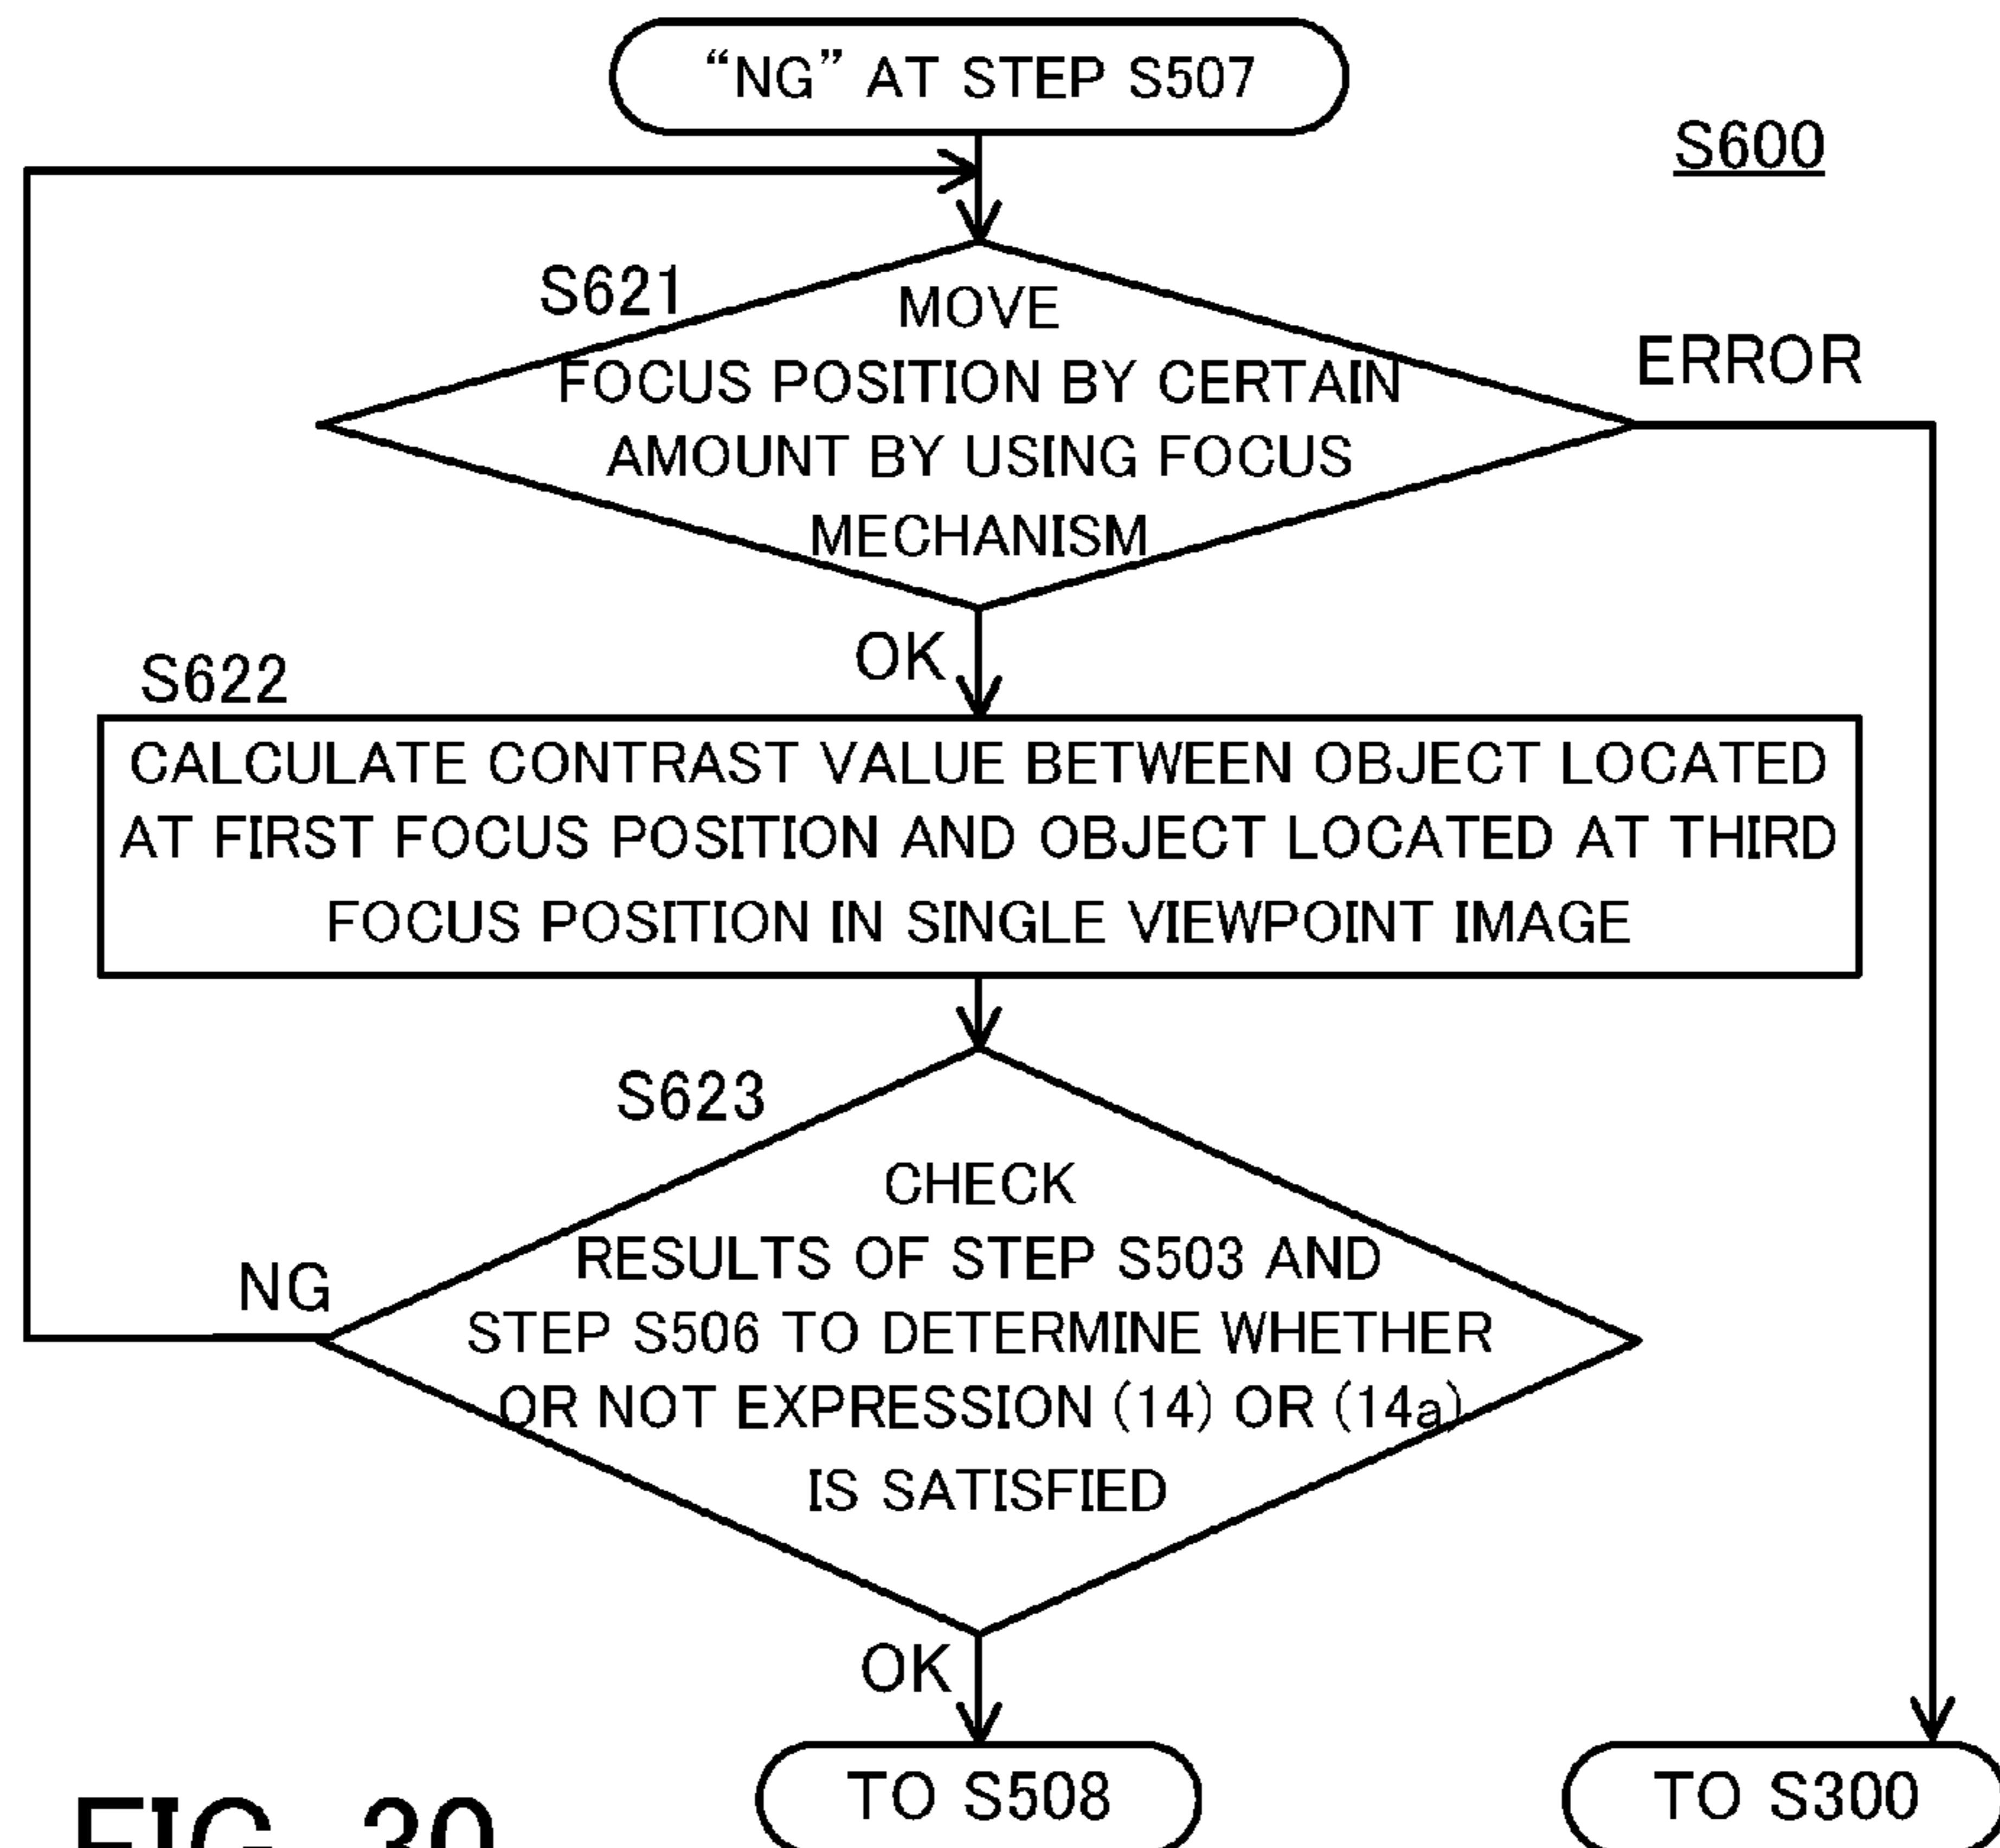 “NG” AT STEP S507
S600
S621
MOVE
FOCUS POSITION BY CERTAIN
AMOUNT BY USING FOCUS
MECHANISM
ERROR
OK
S622
CALCULATE CONTRAST VALUE BETWEEN OBJECT LOCATED
AT FIRST FOCUS POSITION AND OBJECT LOCATED AT THIRD
FOCUS POSITION IN SINGLE VIEWPOINT IMAGE
S623
CHECK
RESULTS OF STEP S503 AND
STEP S506 TO DETERMINE WHETHER
OR NOT EXPRESSION (14) OR (14a)
IS SATISFIED
NG
OK
TO S508
TO S300
FIG. 30